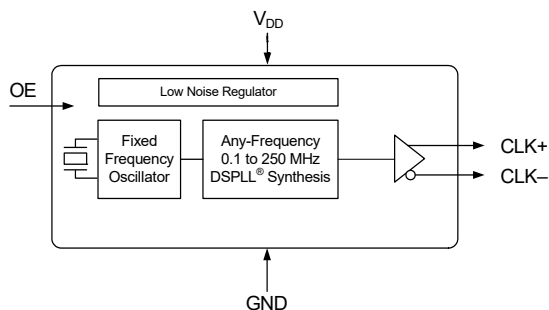 V_DD
OE
Low Noise Regulator
Fixed
Frequency
Oscillator
Any-Frequency
0.1 to 250 MHz
DSPLL® Synthesis
CLK+
CLK–
GND